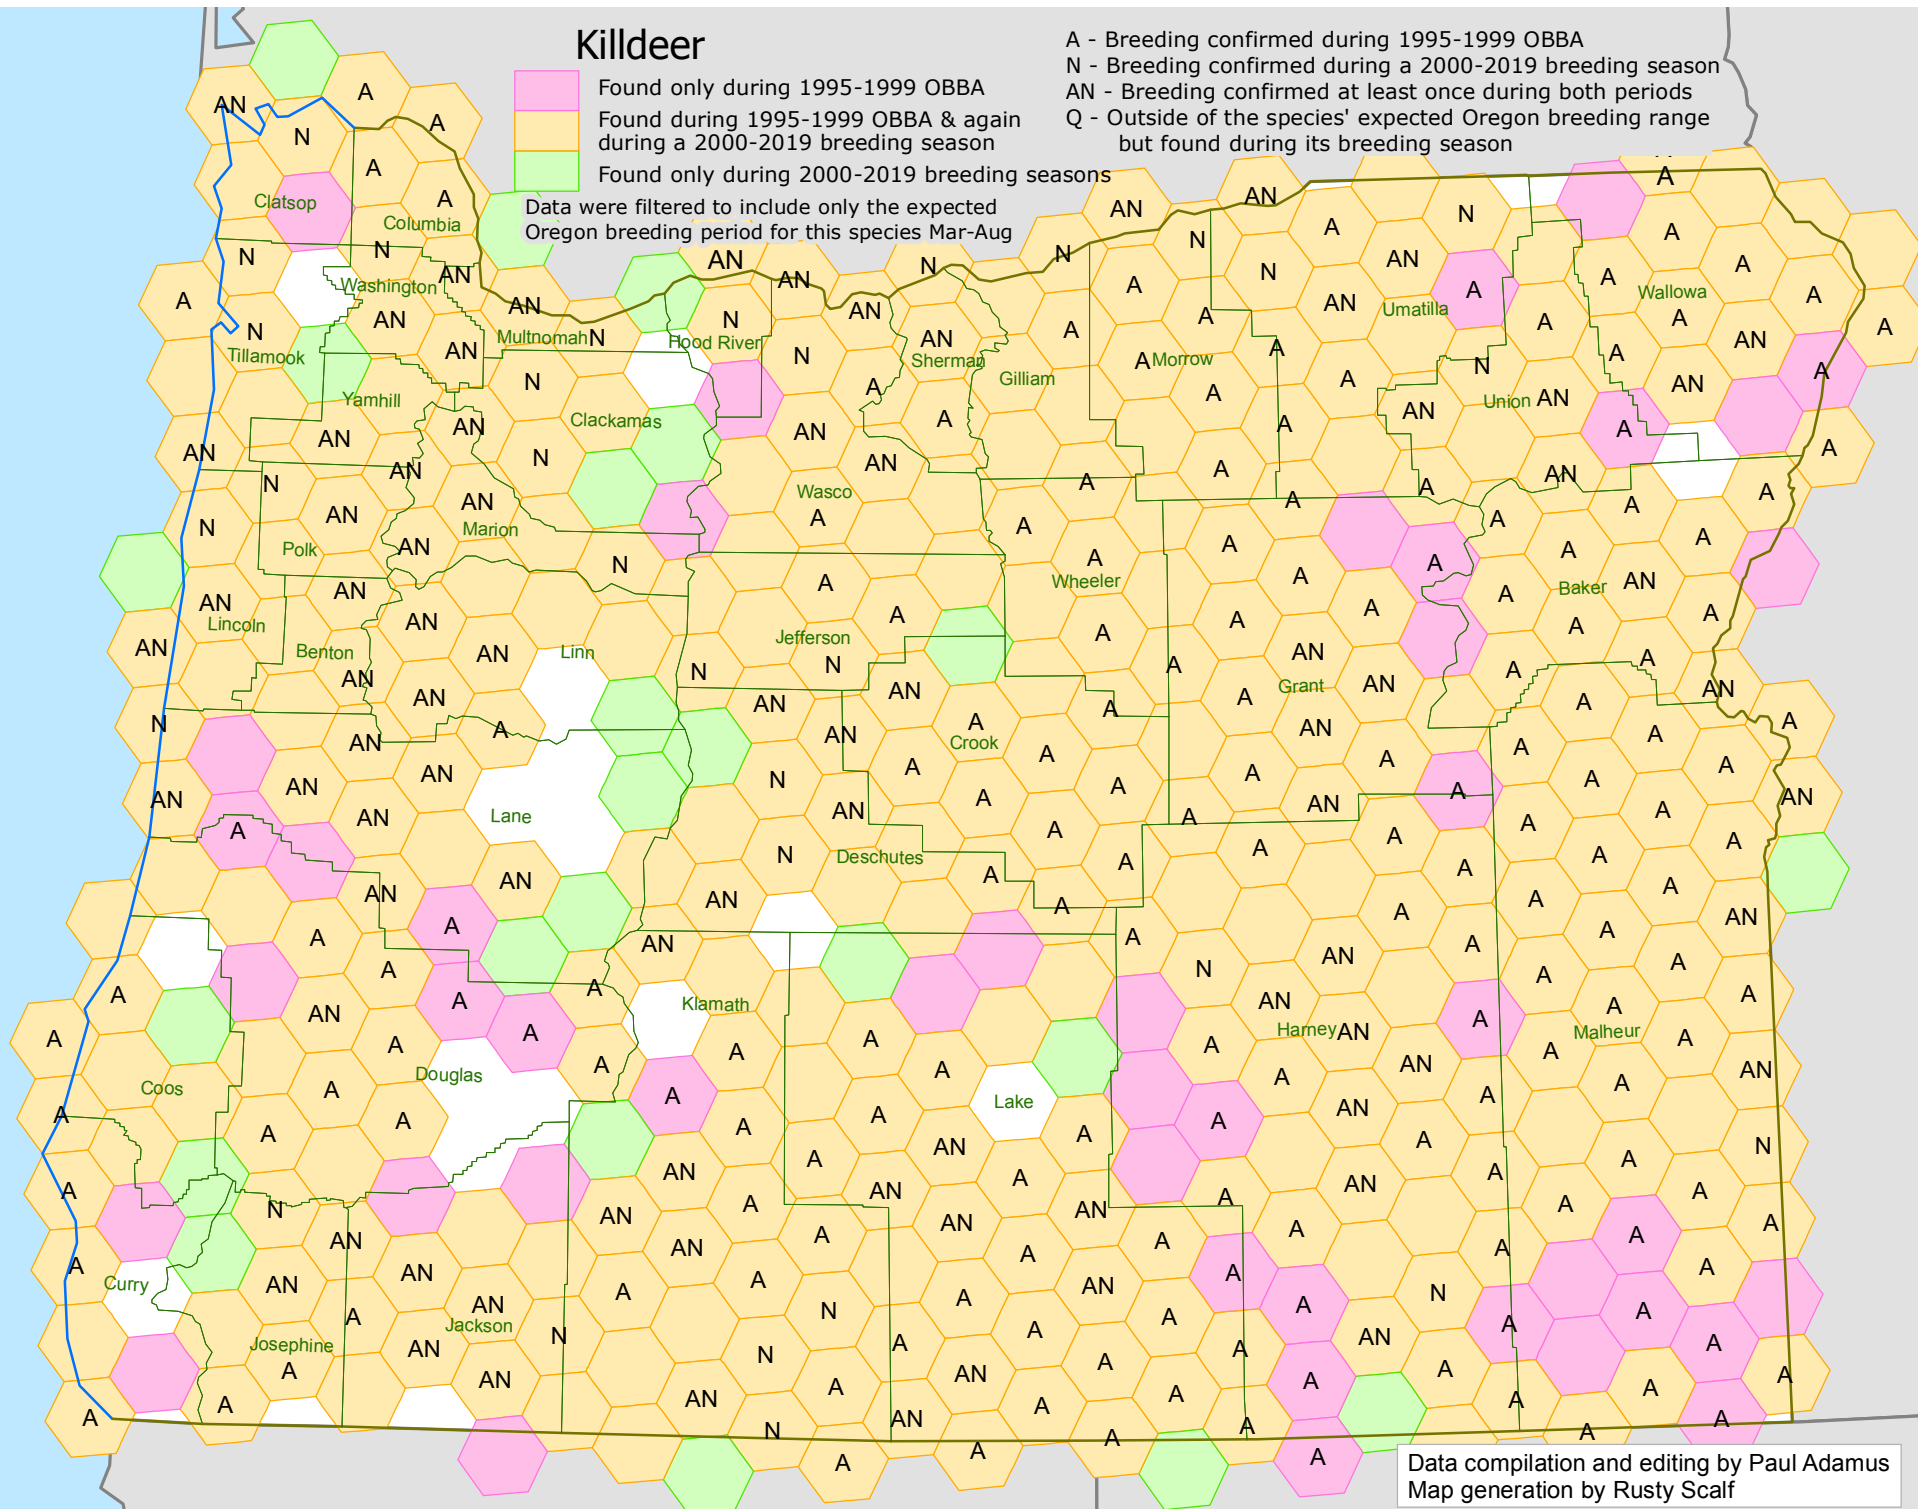 Killdeer
Found only during 1995-1999 OBBA
Found during 1995-1999 OBBA & again
during a 2000-2019 breeding season
Found only during 2000-2019 breeding seasons
Data were filtered to include only the expected
Oregon breeding period for this species Mar-Aug
A - Breeding confirmed during 1995-1999 OBBA
N - Breeding confirmed during a 2000-2019 breeding season
AN - Breeding confirmed at least once during both periods
Q - Outside of the species' expected Oregon breeding range
but found during its breeding season
Clatsop
Columbia
Washington
Tillamook
Multnomah
Hood River
Sherman
Gilliam
Morrow
Umatilla
Wallowa
Union
Yamhill
Clackamas
Wasco
Marion
Polk
Wheeler
Baker
Lincoln
Benton
Linn
Jefferson
Grant
Crook
Lane
Deschutes
Klamath
Harney
Malheur
Douglas
Coos
Lake
Curry
Josephine
Jackson
Data compilation and editing by Paul Adamus
Map generation by Rusty Scalf